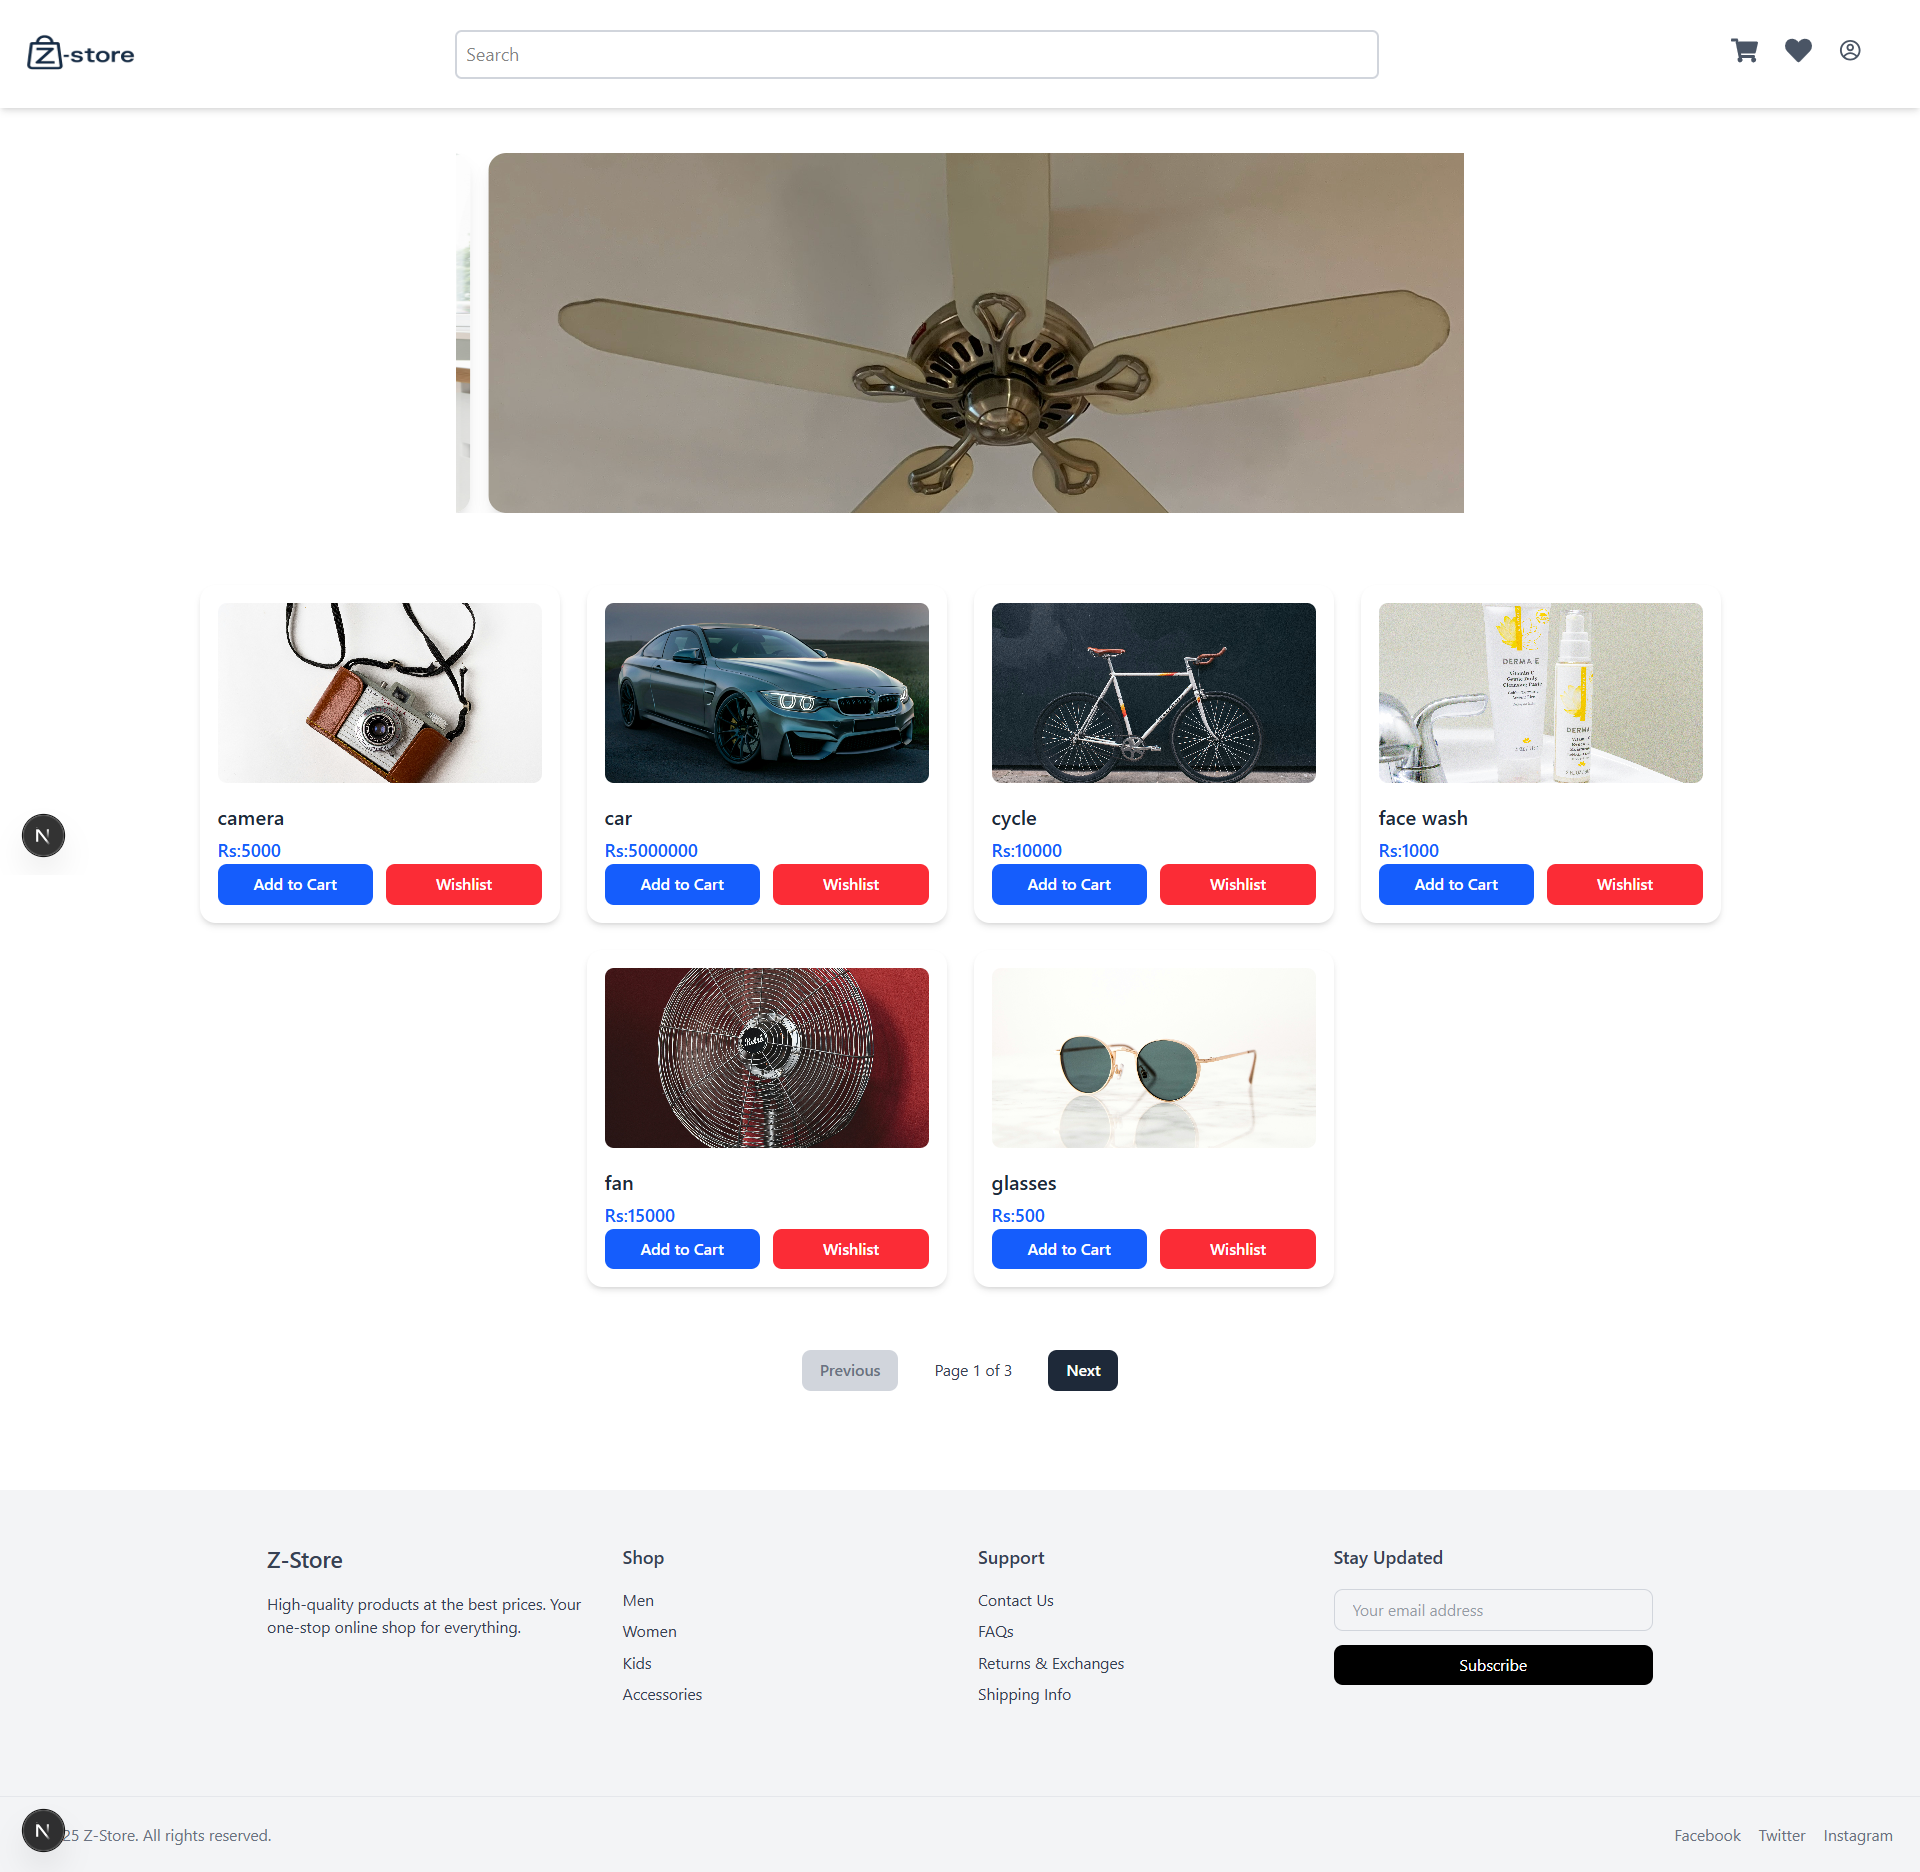 Z-store
Search
camera
Rs:5000
Add to Cart
Wishlist
car
Rs:5000000
Add to Cart
Wishlist
cycle
Rs:10000
Add to Cart
Wishlist
DERMA E
Vitamin C
DERMA
face wash
Rs:1000
Add to Cart
Wishlist
N
Retro
fan
Rs:15000
Add to Cart
Wishlist
glasses
Rs:500
Add to Cart
Wishlist
Previous
Page 1 of 3
Next
Z-Store
High-quality products at the best prices. Your
one-stop online shop for everything.
Shop
Men
Women
Kids
Accessories
Support
Contact Us
FAQs
Returns & Exchanges
Shipping Info
Stay Updated
Your email address
Subscribe
N
25 Z-Store. All rights reserved.
Facebook
Twitter
Instagram